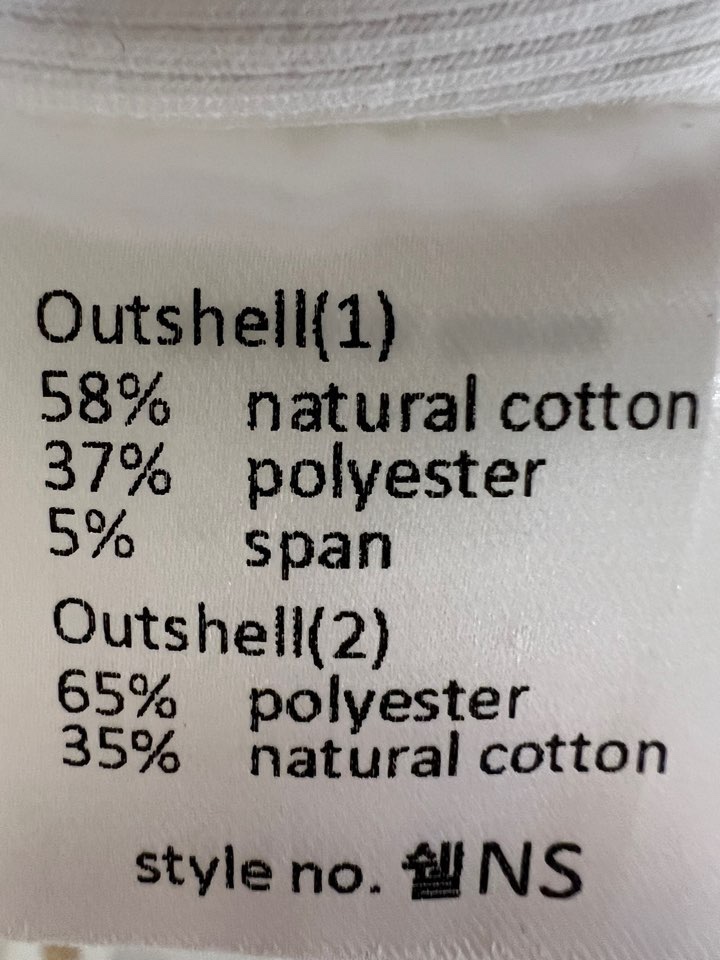 Outshell(1)
58% natural cotton
37% polyester
5% span
Outshell(2)
65% polyester
35% natural cotton
style no. 쉘NS